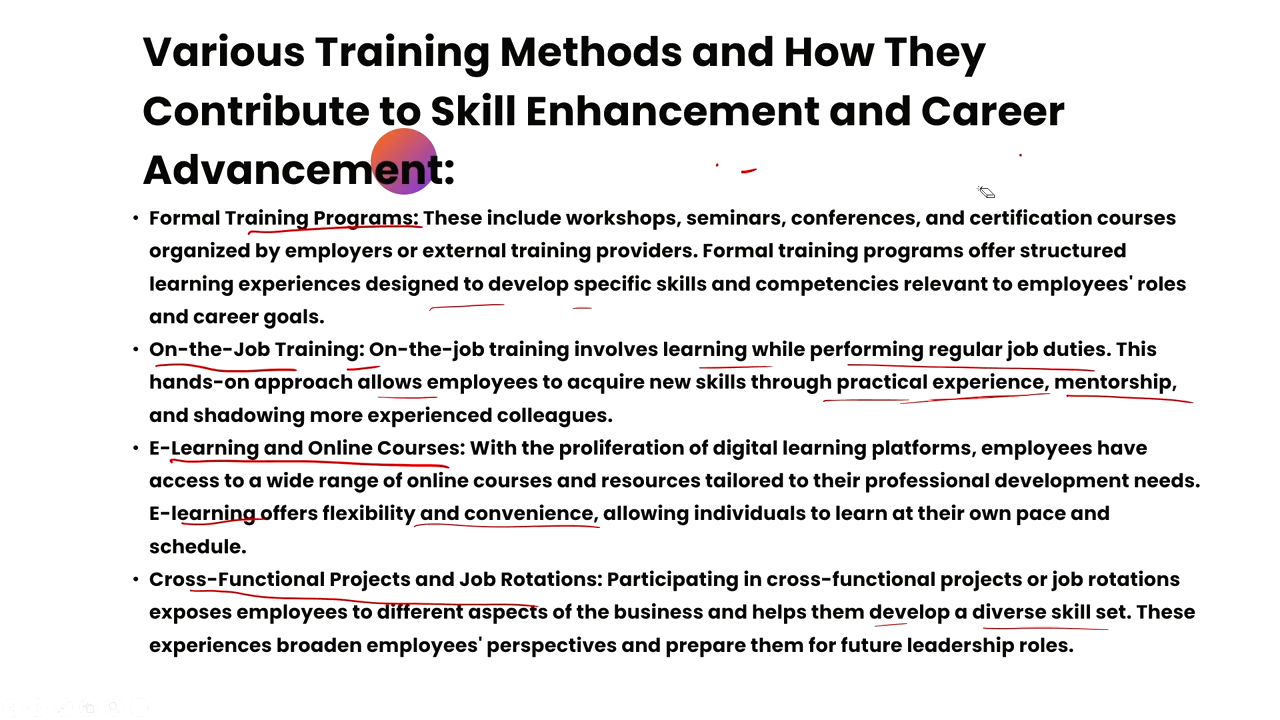 Various Training Methods and How They
Contribute to Skill Enhancement and Career
Advancement:
• Formal Training Programs: These include workshops, seminars, conferences, and certification courses
organized by employers or external training providers. Formal training programs offer structured
learning experiences designed to develop specific skills and competencies relevant to employees' roles
and career goals.
• On-the-Job Training: On-the-job training involves learning while performing regular job duties. This
hands-on approach allows employees to acquire new skills through practical experience, mentorship,
and shadowing more experienced colleagues.
• E-Learning and Online Courses: With the proliferation of digital learning platforms, employees have
access to a wide range of online courses and resources tailored to their professional development needs.
E-learning offers flexibility and convenience, allowing individuals to learn at their own pace and
schedule.
• Cross-Functional Projects and Job Rotations: Participating in cross-functional projects or job rotations
exposes employees to different aspects of the business and helps them develop a diverse skill set. These
experiences broaden employees' perspectives and prepare them for future leadership roles.